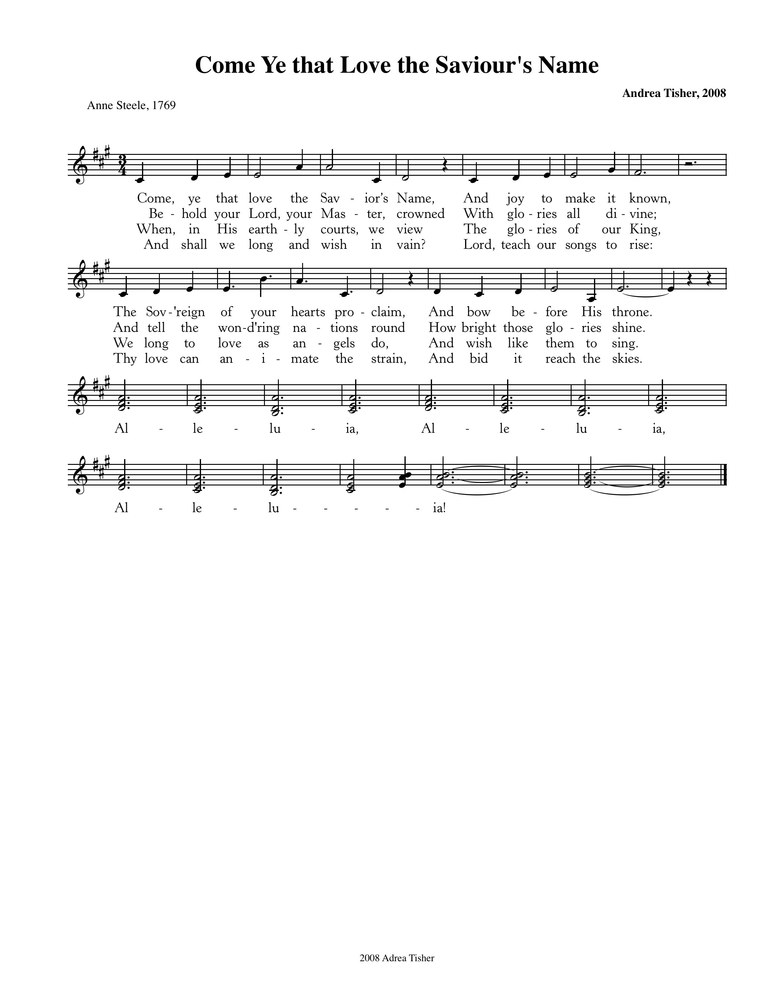 Come Ye that Love the Saviour's Name
Andrea Tisher, 2008
Anne Steele, 1769
3
4
Come, ye that love the Sav - ior’s Name, And joy to make it known,
Be - hold your Lord, your Mas - ter, crowned With glo - ries all di - vine;
When, in His earth - ly courts, we view The glo - ries of our King,
And shall we long and wish in vain? Lord, teach our songs to rise:
The Sov -'reign of your hearts pro - claim, And bow be - fore His throne.
And tell the won-d'ring na - tions round How bright those glo - ries shine.
We long to love as an - gels do, And wish like them to sing.
Thy love can an - i - mate the strain, And bid it reach the skies.
Al - le - lu - ia, Al - le - lu - ia,
Al - le - lu - - - - - ia!
2008 Adrea Tisher